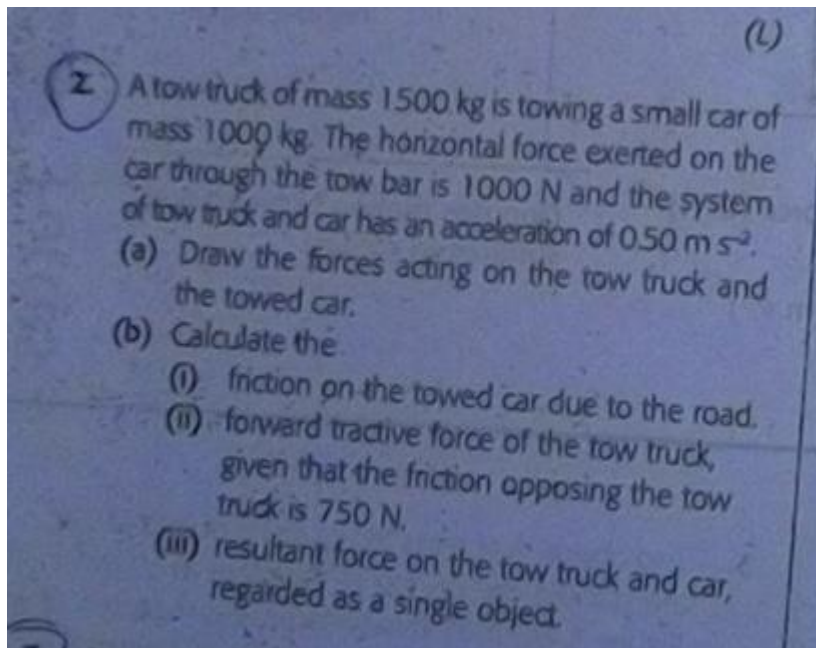 (L)
2 A tow truck of mass 1500 kg is towing a small car of
mass 1000 kg. The horizontal force exerted on the
car through the tow bar is 1000 N and the system
of tow truck and car has an acceleration of 0.50 m s⁻².
(a) Draw the forces acting on the tow truck and
the towed car.
(b) Calculate the
(i) friction on the towed car due to the road.
(ii) forward tractive force of the tow truck,
given that the friction opposing the tow
truck is 750 N.
(iii) resultant force on the tow truck and car,
regarded as a single object.